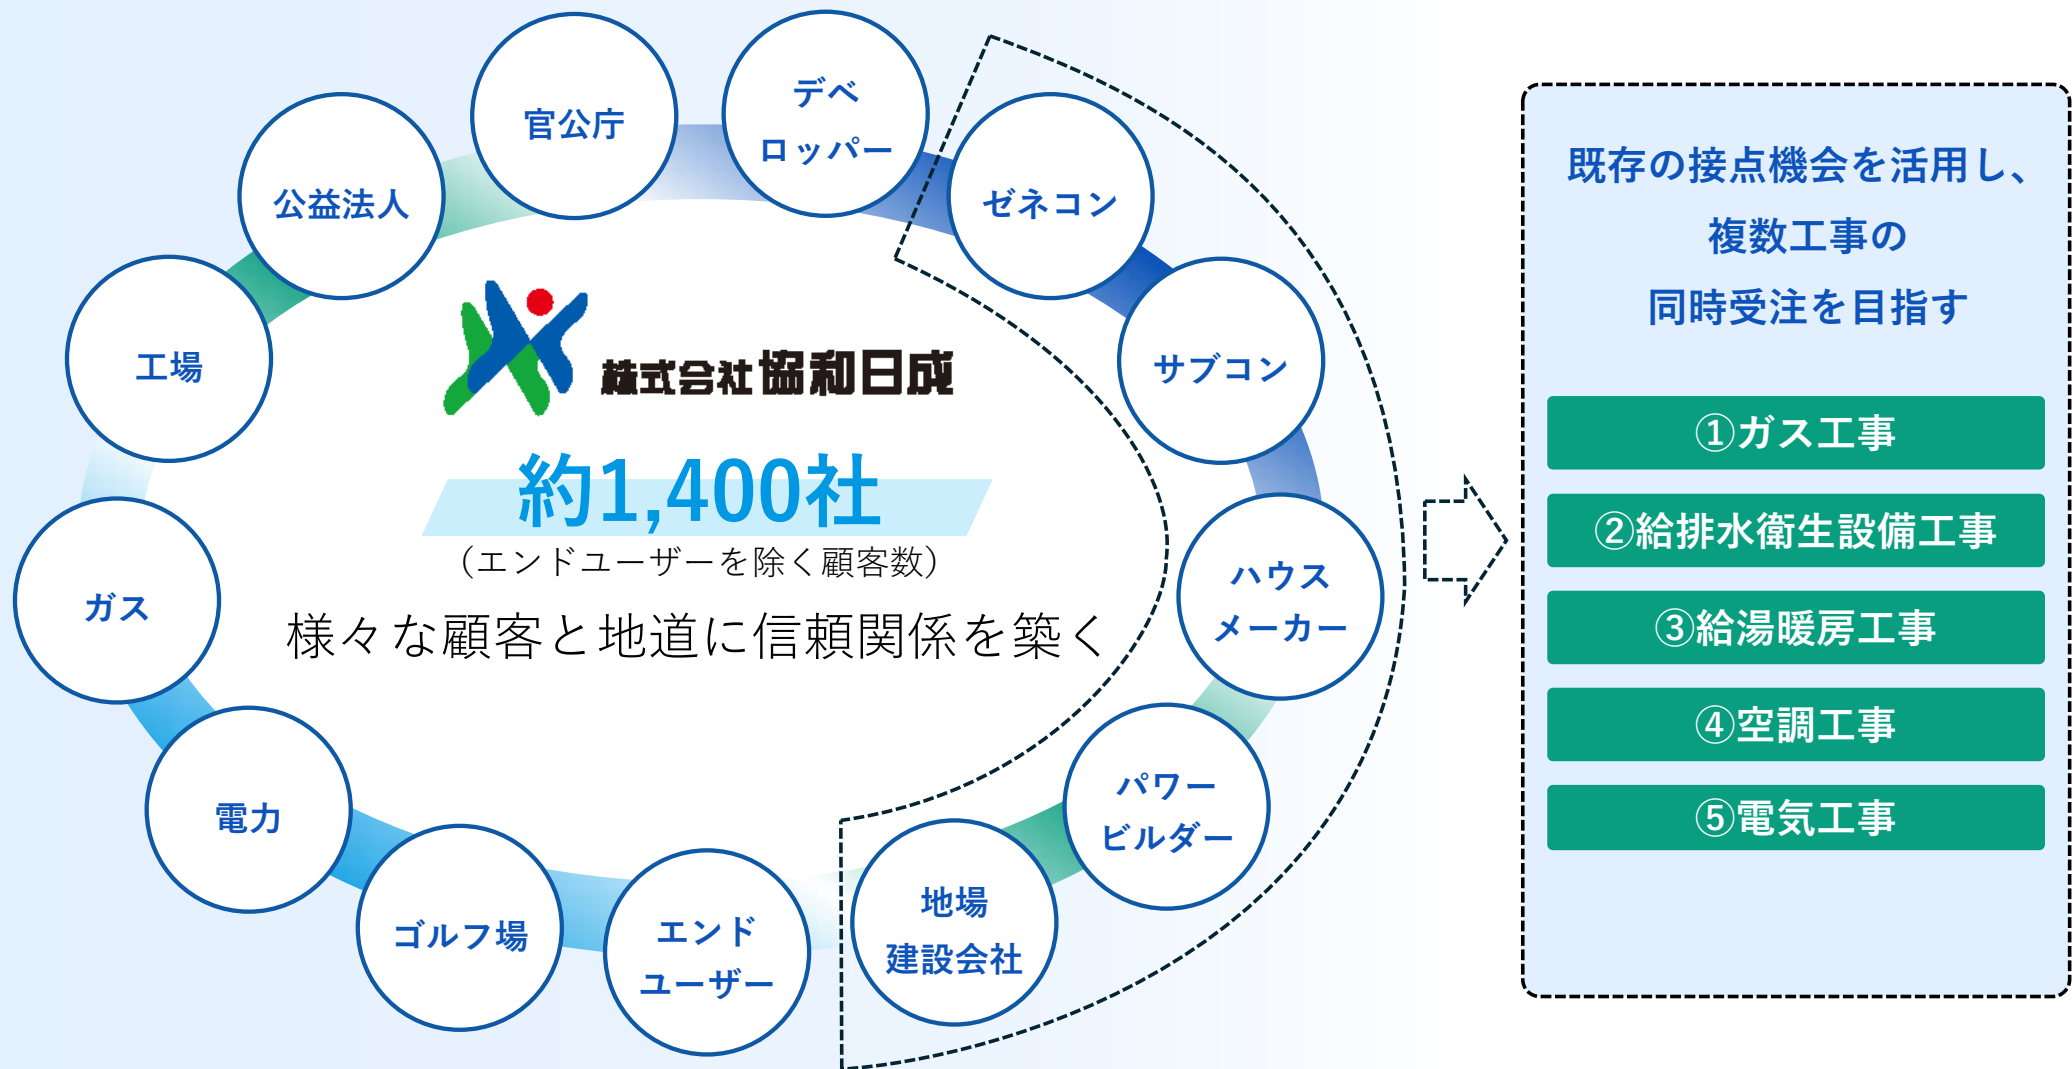 官公庁
デベ
ロッパー
公益法人
ゼネコン
工場
サブコン
株式会社協和日成
約1,400社
（エンドユーザーを除く顧客数）
様々な顧客と地道に信頼関係を築く
ガス
ハウス
メーカー
電力
パワー
ビルダー
ゴルフ場
エンド
ユーザー
地場
建設会社
既存の接点機会を活用し、
複数工事の
同時受注を目指す
①ガス工事
②給排水衛生設備工事
③給湯暖房工事
④空調工事
⑤電気工事